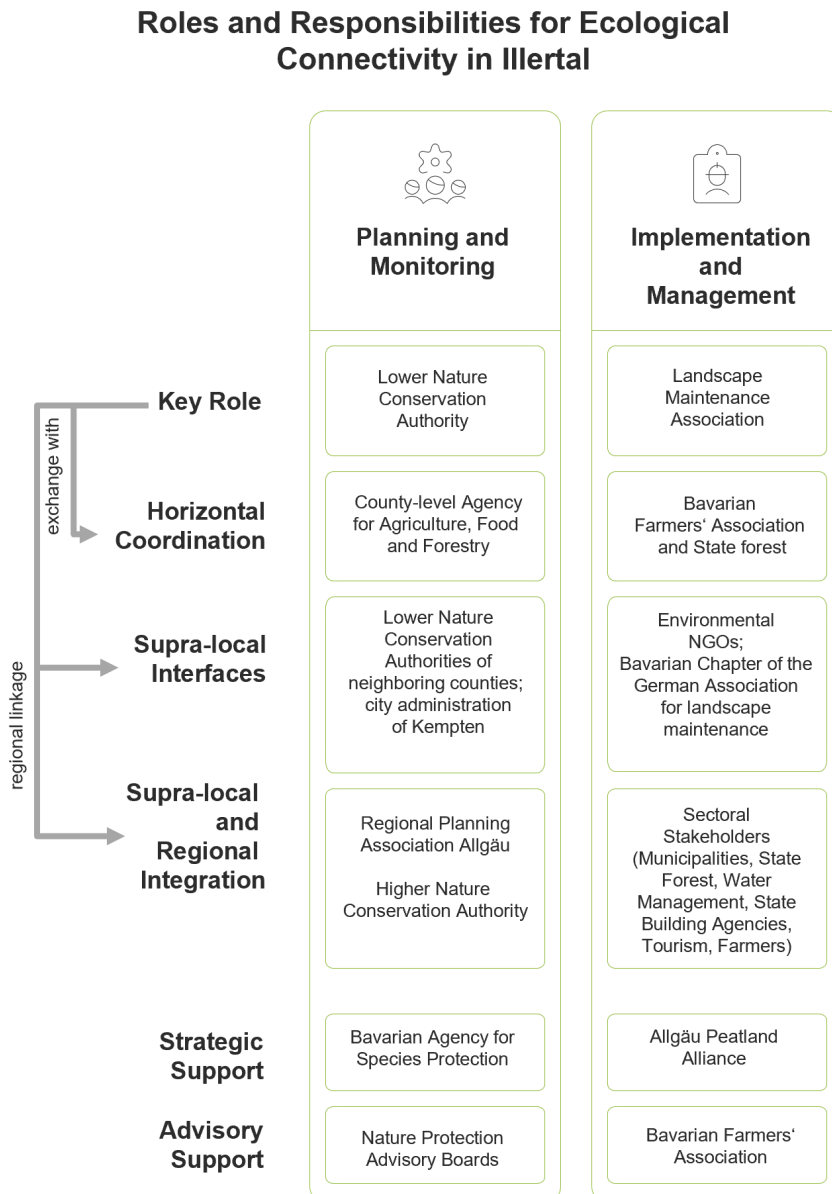 Roles and Responsibilities for Ecological
Connectivity in Illertal
Planning and
Monitoring
Implementation
and
Management
Key Role
Lower Nature
Conservation
Authority
Landscape
Maintenance
Association
exchange with
Horizontal
Coordination
County-level Agency
for Agriculture, Food
and Forestry
Bavarian
Farmers‘ Association
and State forest
regional linkage
Supra-local
Interfaces
Lower Nature
Conservation
Authorities of
neighboring counties;
city administration
of Kempten
Environmental
NGOs;
Bavarian Chapter of the
German Association
for landscape
maintenance
Supra-local
and
Regional
Integration
Regional Planning
Association Allgäu
Higher Nature
Conservation Authority
Sectoral
Stakeholders
(Municipalities, State
Forest, Water
Management, State
Building Agencies,
Tourism, Farmers)
Strategic
Support
Bavarian Agency for
Species Protection
Allgäu Peatland
Alliance
Advisory
Support
Nature Protection
Advisory Boards
Bavarian Farmers‘
Association